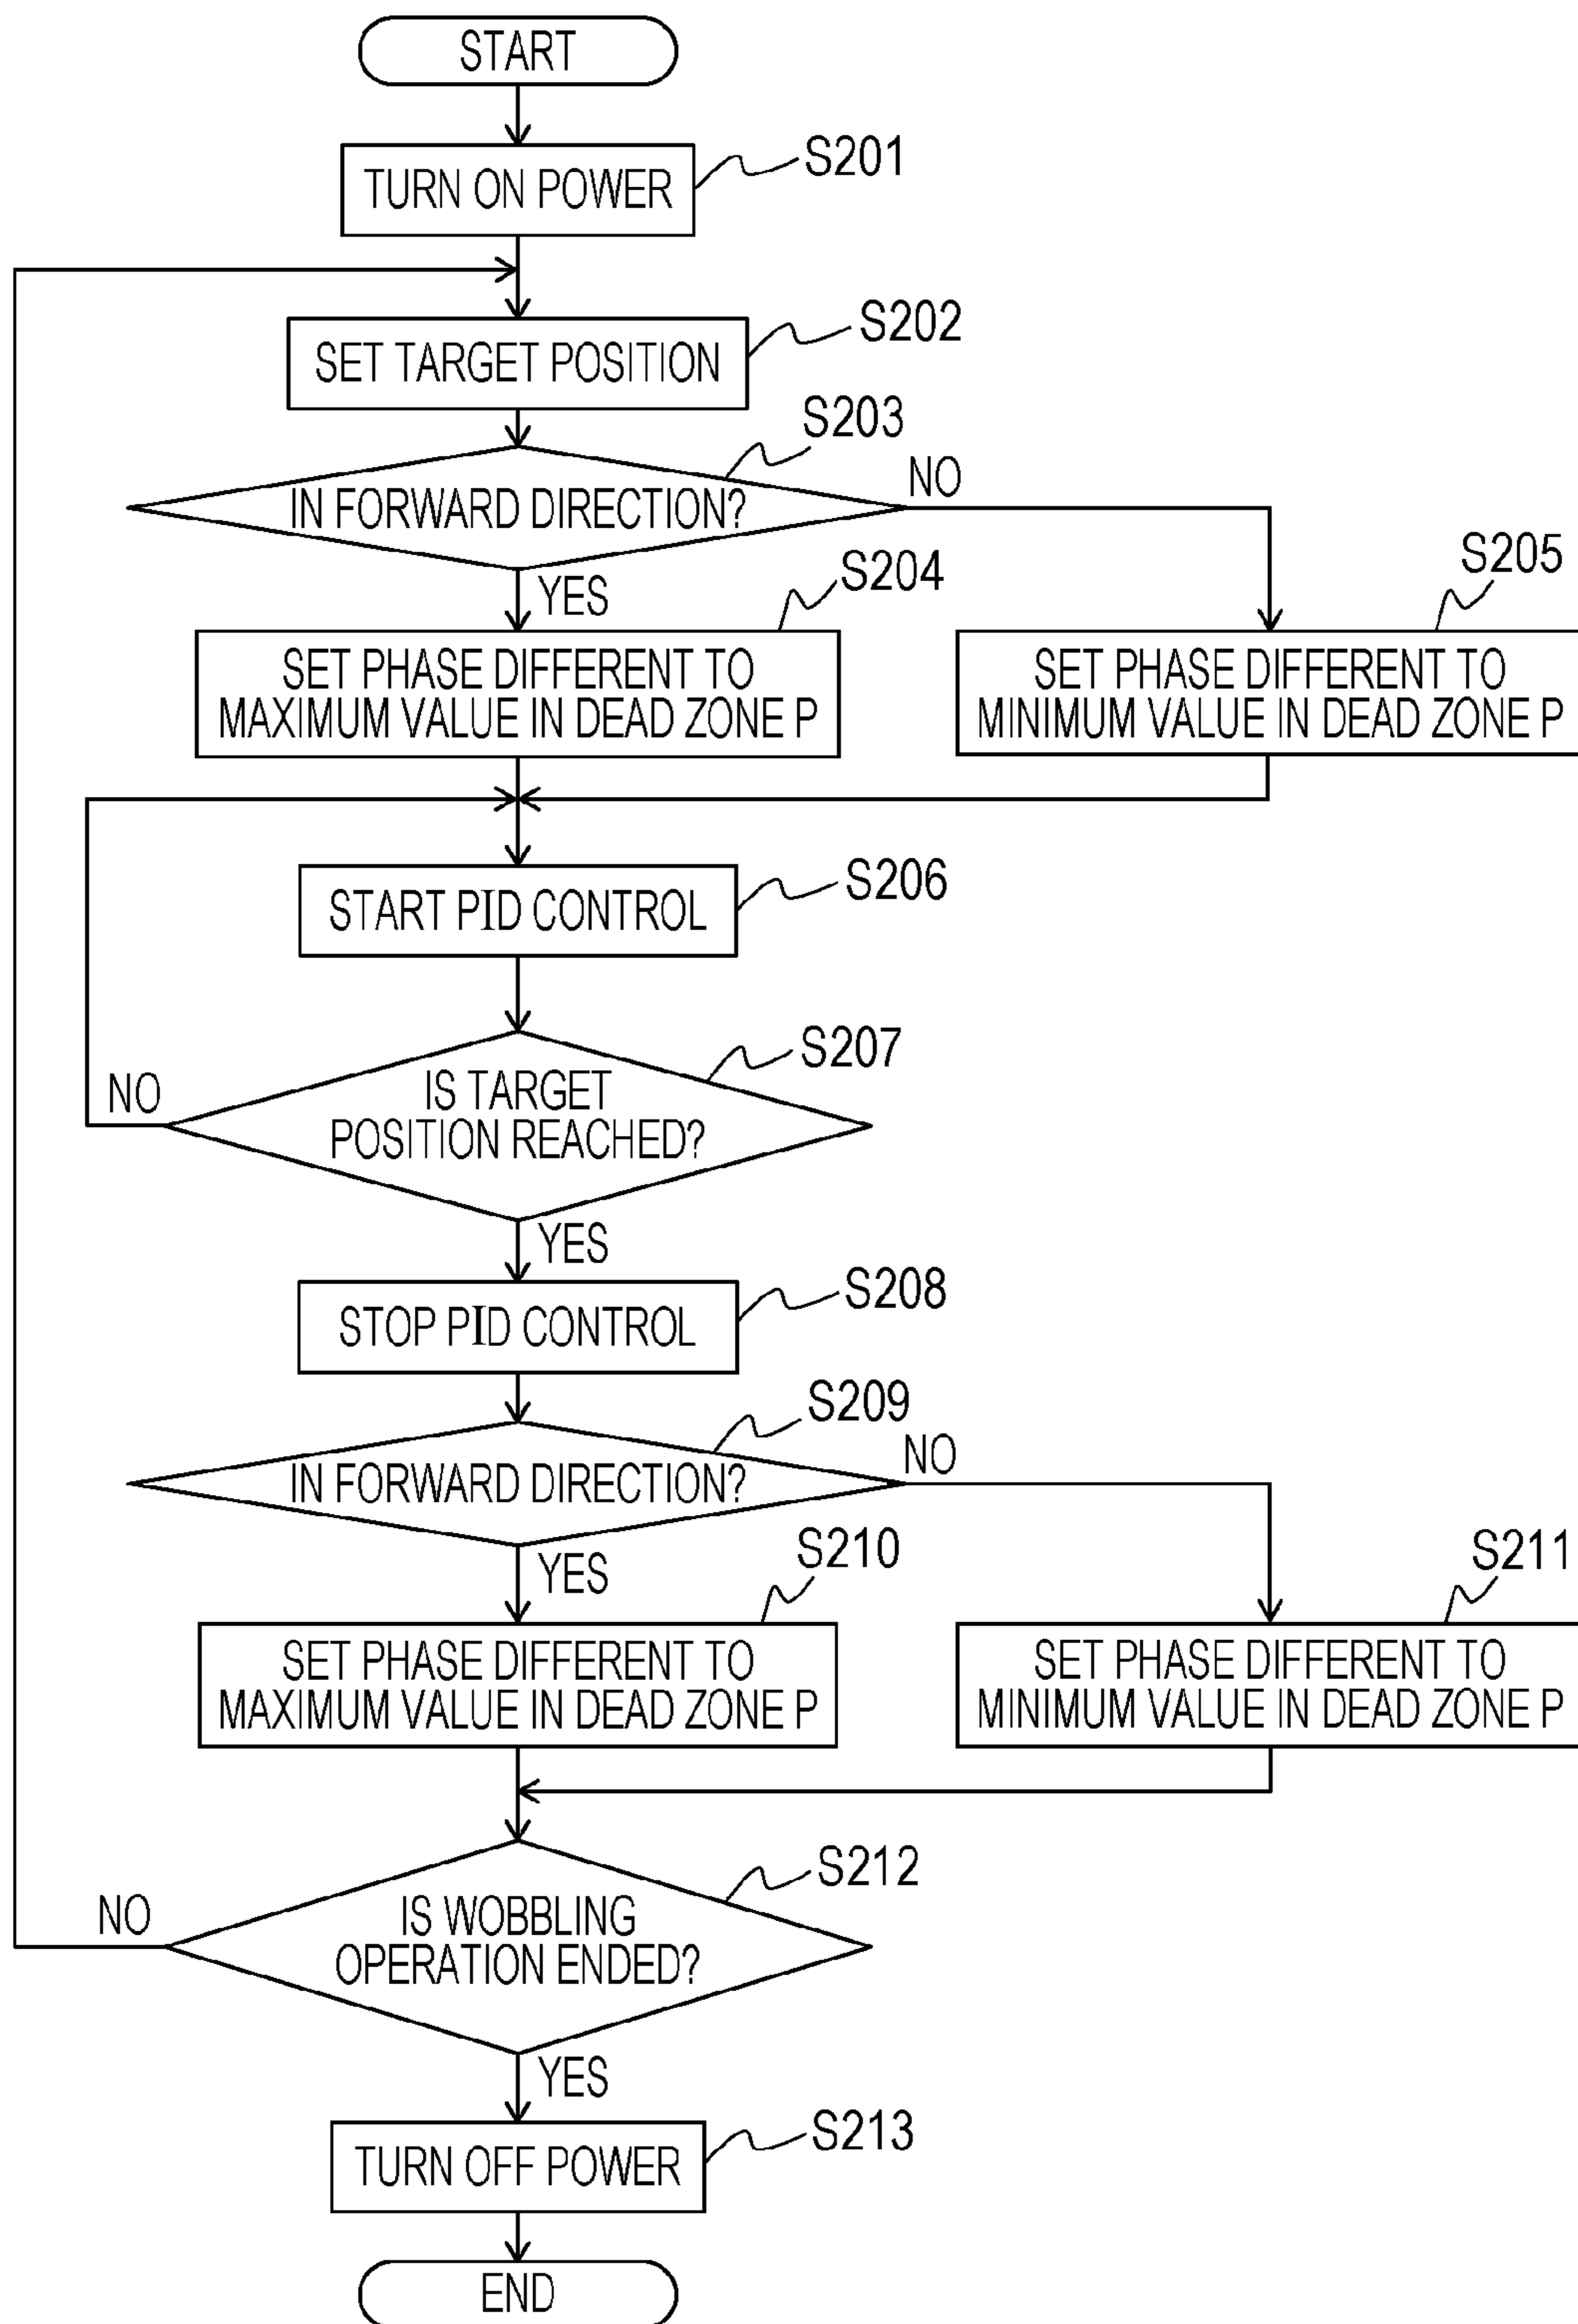 START
TURN ON POWER
S201
SET TARGET POSITION
S202
S203
IN FORWARD DIRECTION?
NO
YES
S204
SET PHASE DIFFERENT TO
MAXIMUM VALUE IN DEAD ZONE P
S205
SET PHASE DIFFERENT TO
MINIMUM VALUE IN DEAD ZONE P
START PID CONTROL
S206
S207
IS TARGET
POSITION REACHED?
NO
YES
STOP PID CONTROL
S208
S209
IN FORWARD DIRECTION?
NO
YES
S210
SET PHASE DIFFERENT TO
MAXIMUM VALUE IN DEAD ZONE P
S211
SET PHASE DIFFERENT TO
MINIMUM VALUE IN DEAD ZONE P
S212
IS WOBBLING
OPERATION ENDED?
NO
YES
TURN OFF POWER
S213
END